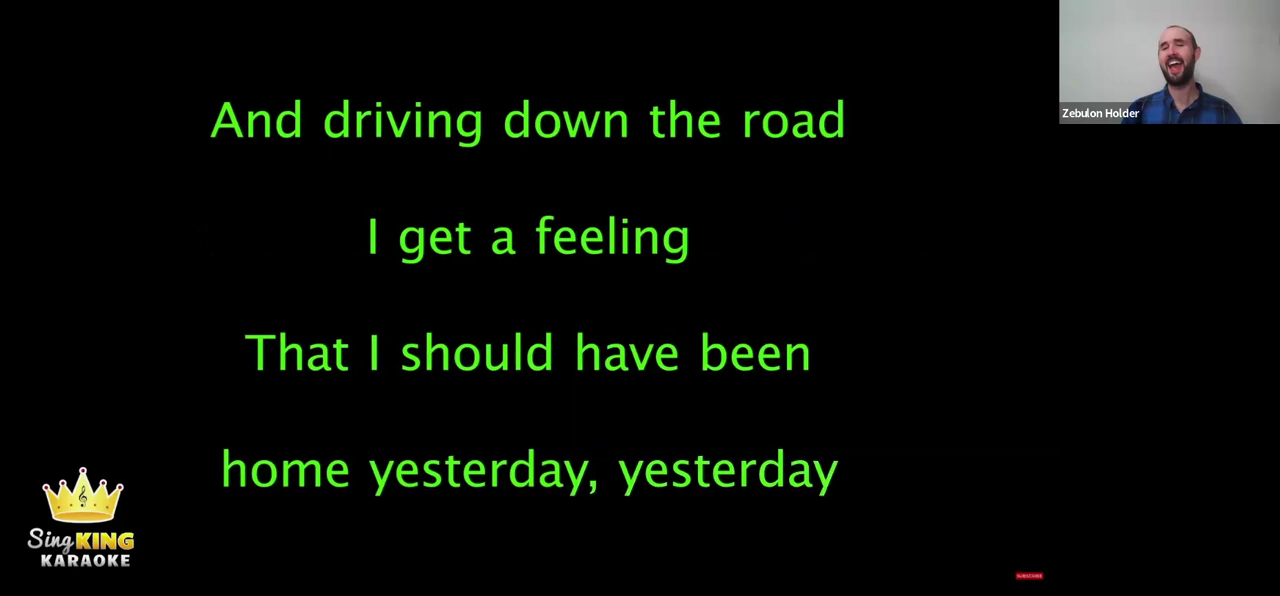 And driving down the road
I get a feeling
That I should have been
home yesterday, yesterday
Zebulon Holder
Sing KING
KARAOKE
SUBSCRIBE